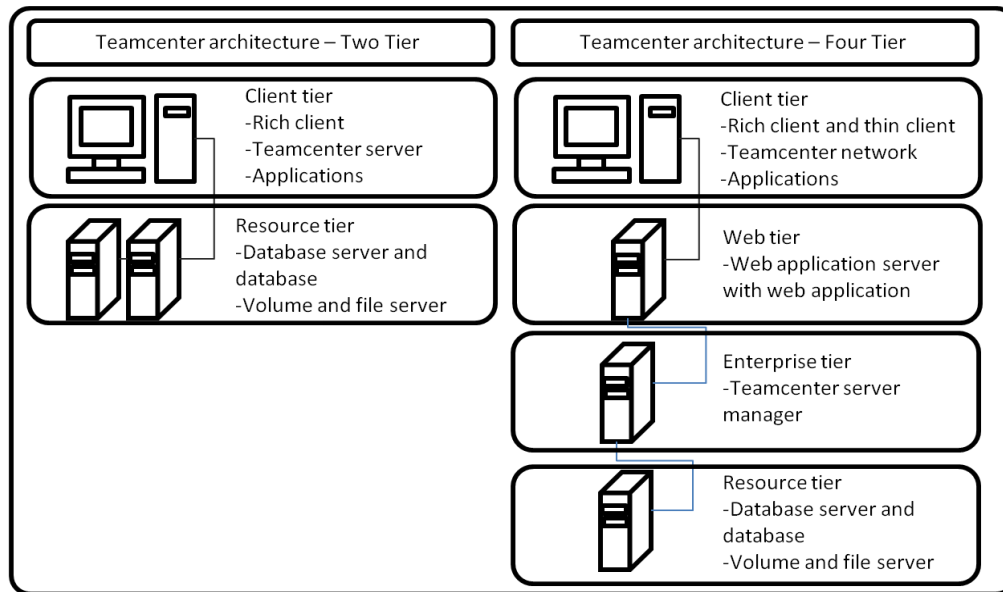 Teamcenter architecture – Two Tier
Client tier
-Rich client
-Teamcenter server
-Applications
Resource tier
-Database server and
database
-Volume and file server
Teamcenter architecture – Four Tier
Client tier
-Rich client and thin client
-Teamcenter network
-Applications
Web tier
-Web application server
with web application
Enterprise tier
-Teamcenter server
manager
Resource tier
-Database server and
database
-Volume and file server